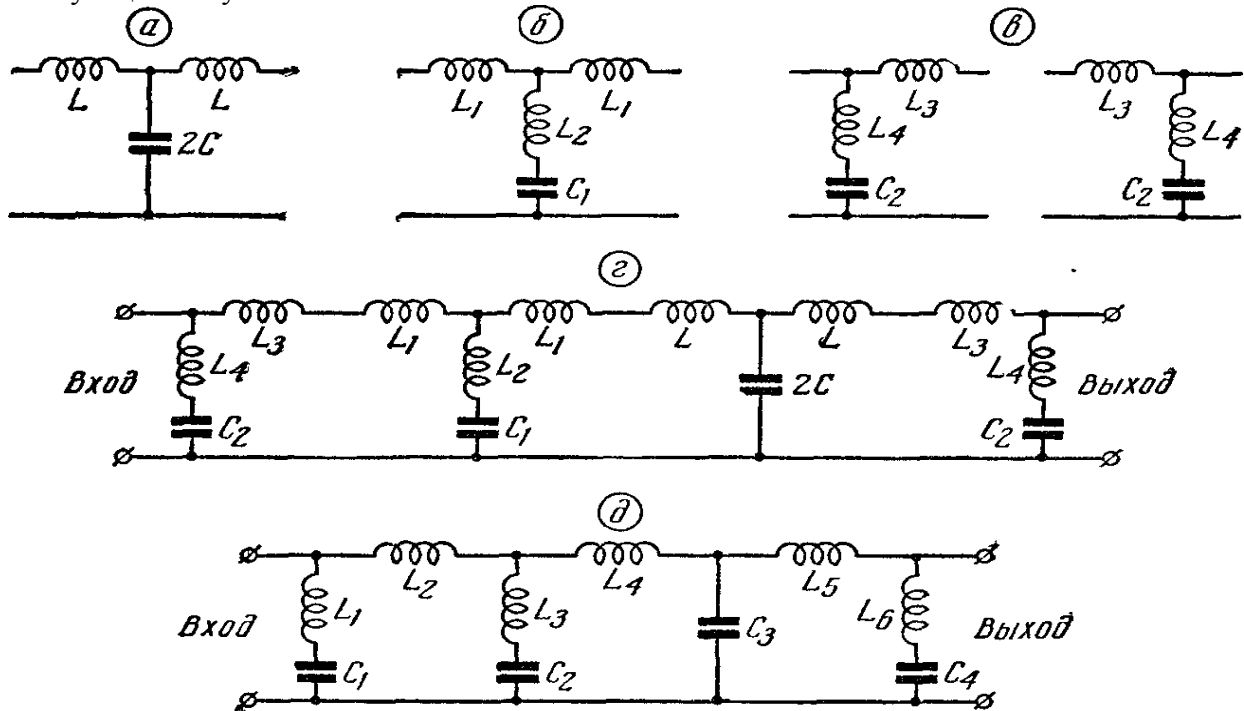 а
б
в
L L
2C
L₁ L₁
L₂
C₁
L₃
L₄
C₂
L₃
L₄
C₂
г
L₃ L₁ L₁ L L L₃
Вход L₄ L₂ 2C L₄ Выход
C₂ C₁ C₂
д
L₂ L₄ L₅
Вход L₁ L₃ C₃ L₆ Выход
C₁ C₂ C₄